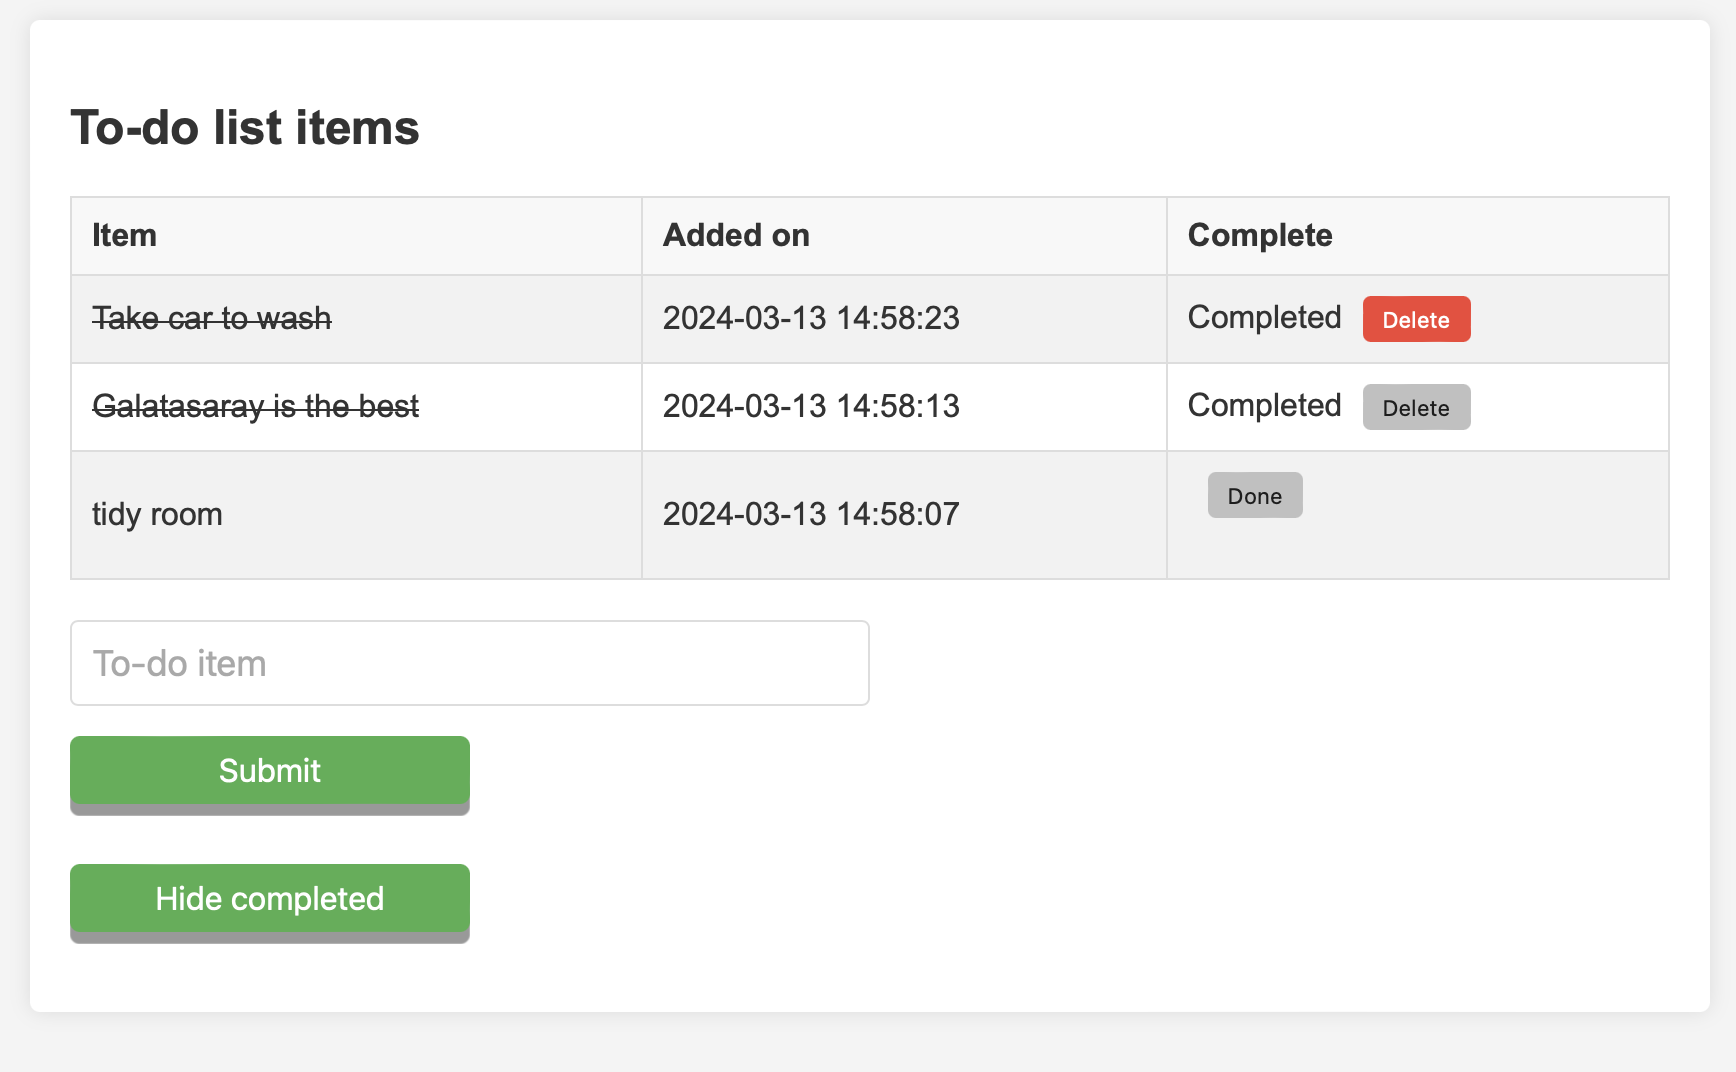 To-do list items
Item Added on Complete
Take car to wash 2024-03-13 14:58:23 Completed Delete
Galatasaray is the best 2024-03-13 14:58:13 Completed Delete
tidy room 2024-03-13 14:58:07 Done
To-do item
Submit
Hide completed